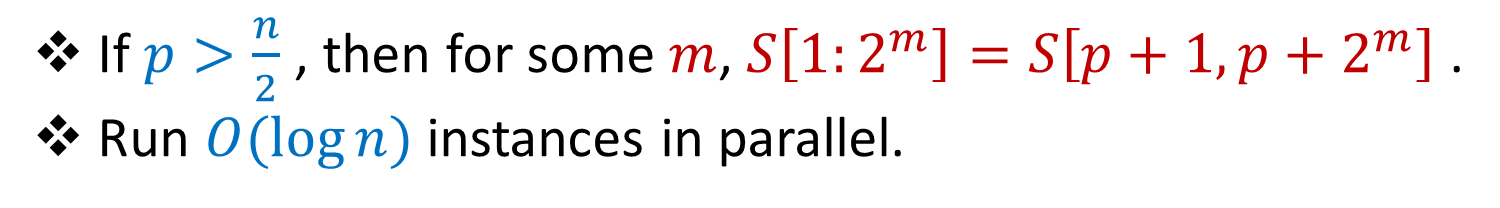 ❖ If p > n/2 , then for some m, S[1: 2^m] = S[p + 1, p + 2^m] .
❖ Run O(log n) instances in parallel.